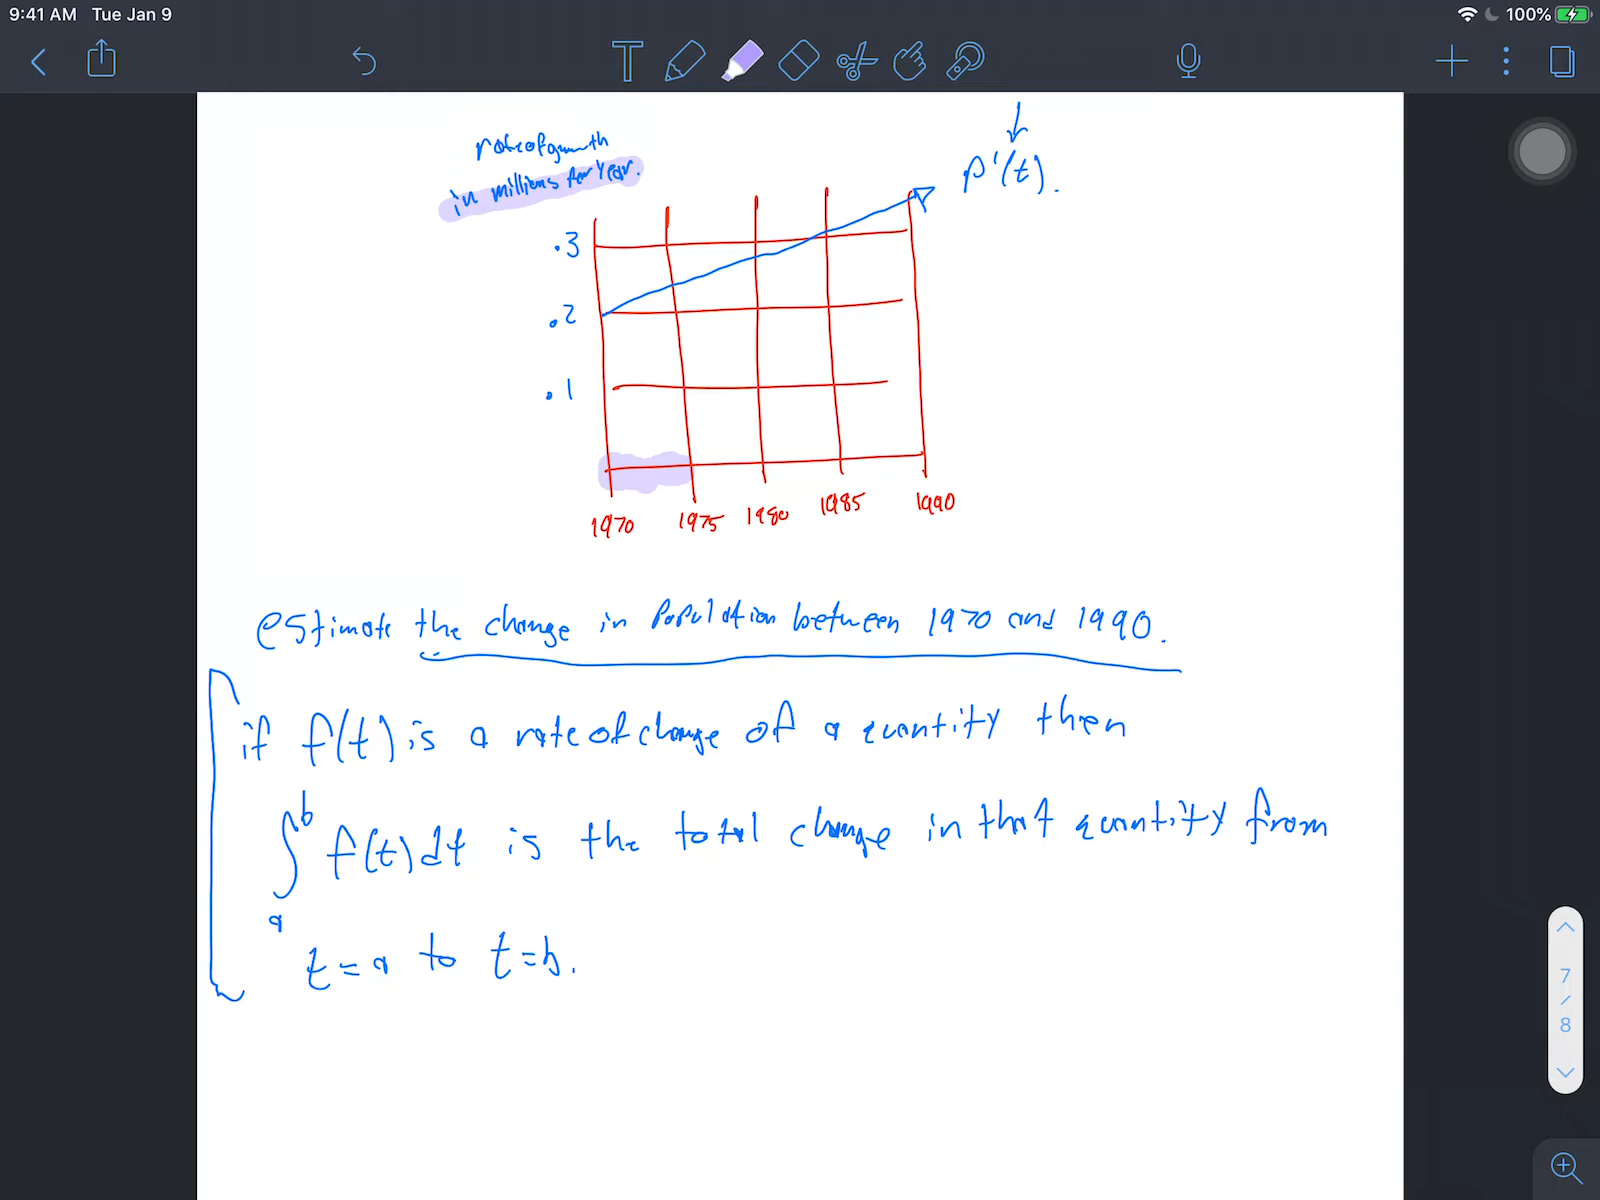 9:41 AM Tue Jan 9
100%
P'(t).
rate of growth
in millions per year.
.3
.2
.1
1970 1975 1980 1985 1990
estimate the change in Population between 1970 and 1990.
if f(t) is a rate of change of a quantity then
∫ₐᵇ f(t)dt is the total change in that quantity from
t=a to t=b.
7
/
8